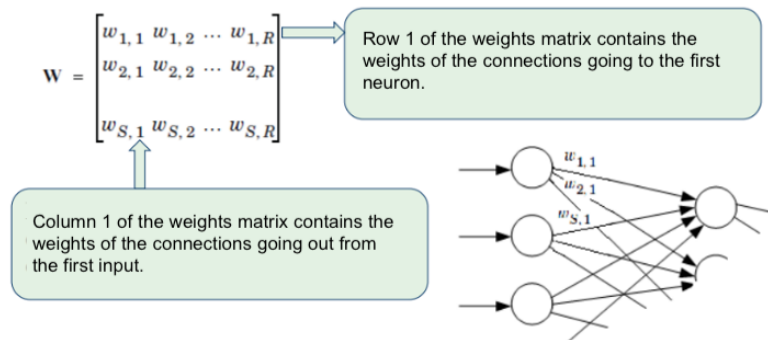 W = [w1,1 w1,2 ... w1,R
w2,1 w2,2 ... w2,R
wS,1 wS,2 ... wS,R]
Row 1 of the weights matrix contains the
weights of the connections going to the first
neuron.
Column 1 of the weights matrix contains the
weights of the connections going out from
the first input.
w1,1
w2,1
wS,1